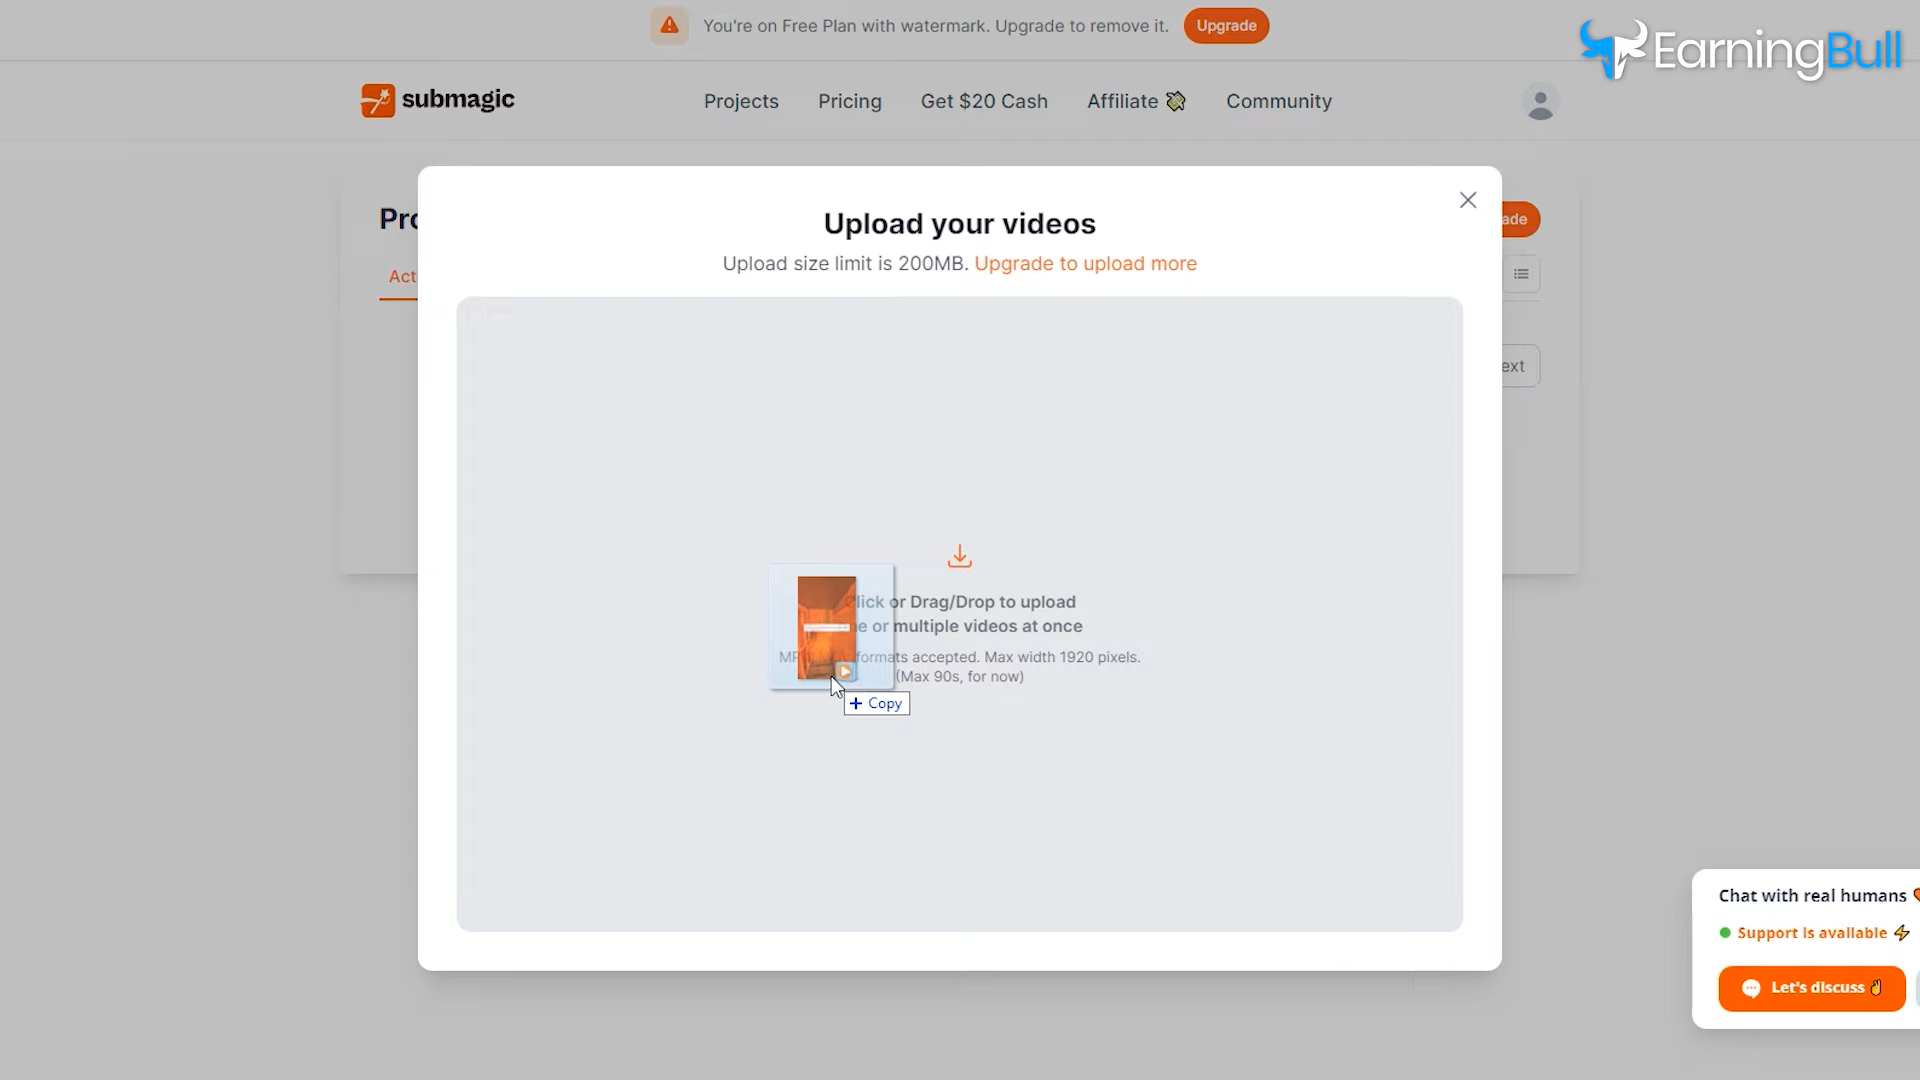 You're on Free Plan with watermark. Upgrade to remove it.
Upgrade
EarningBull
submagic
Projects
Pricing
Get $20 Cash
Affiliate
Community
Upload your videos
Upload size limit is 200MB. Upgrade to upload more
Click or Drag/Drop to upload
or multiple videos at once
formats accepted. Max width 1920 pixels.
(Max 90s, for now)
+ Copy
Chat with real humans
Support is available
Let's discuss